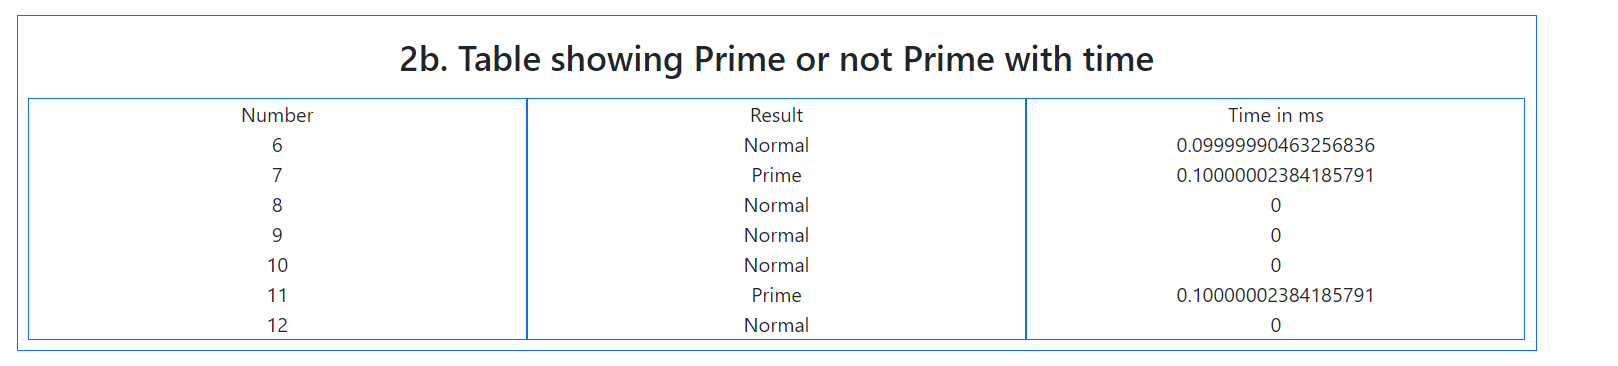 2b. Table showing Prime or not Prime with time
Number Result Time in ms
6 Normal 0.09999990463256836
7 Prime 0.10000002384185791
8 Normal 0
9 Normal 0
10 Normal 0
11 Prime 0.10000002384185791
12 Normal 0